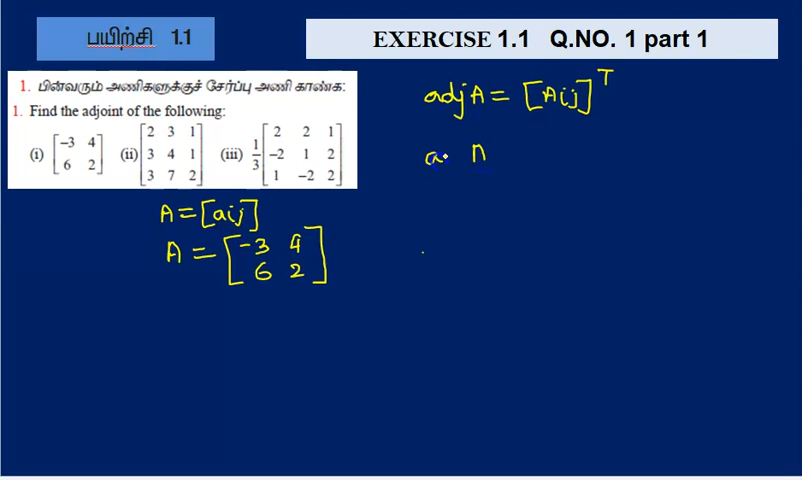 பயிற்சி 1.1
EXERCISE 1.1 Q.NO. 1 part 1
1. பின்வரும் அணிகளுக்குச் சேர்ப்பு அணி காண்க:
1. Find the adjoint of the following:
(i) [−3 4 (ii) [2 3 1 (iii) 1/3 [2 2 1
6 2] 3 4 1 −2 1 2
3 7 2] 1 −2 2]
adj A = [Aij]^T
A = [aij]
A = [-3 4
6 2]